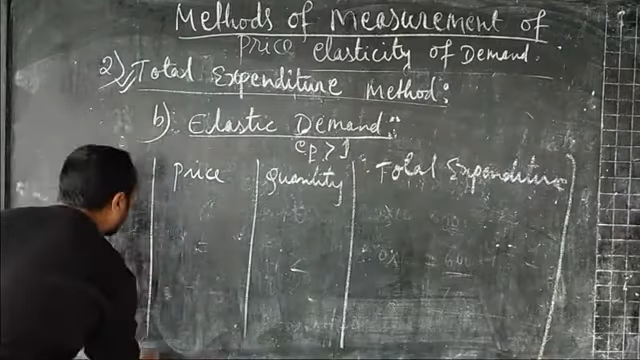 Methods of Measurement of
Price elasticity of Demand.
2) Total Expenditure Method:
b) Elastic Demand:
ep > 1
Price Quantity Total Expenditure